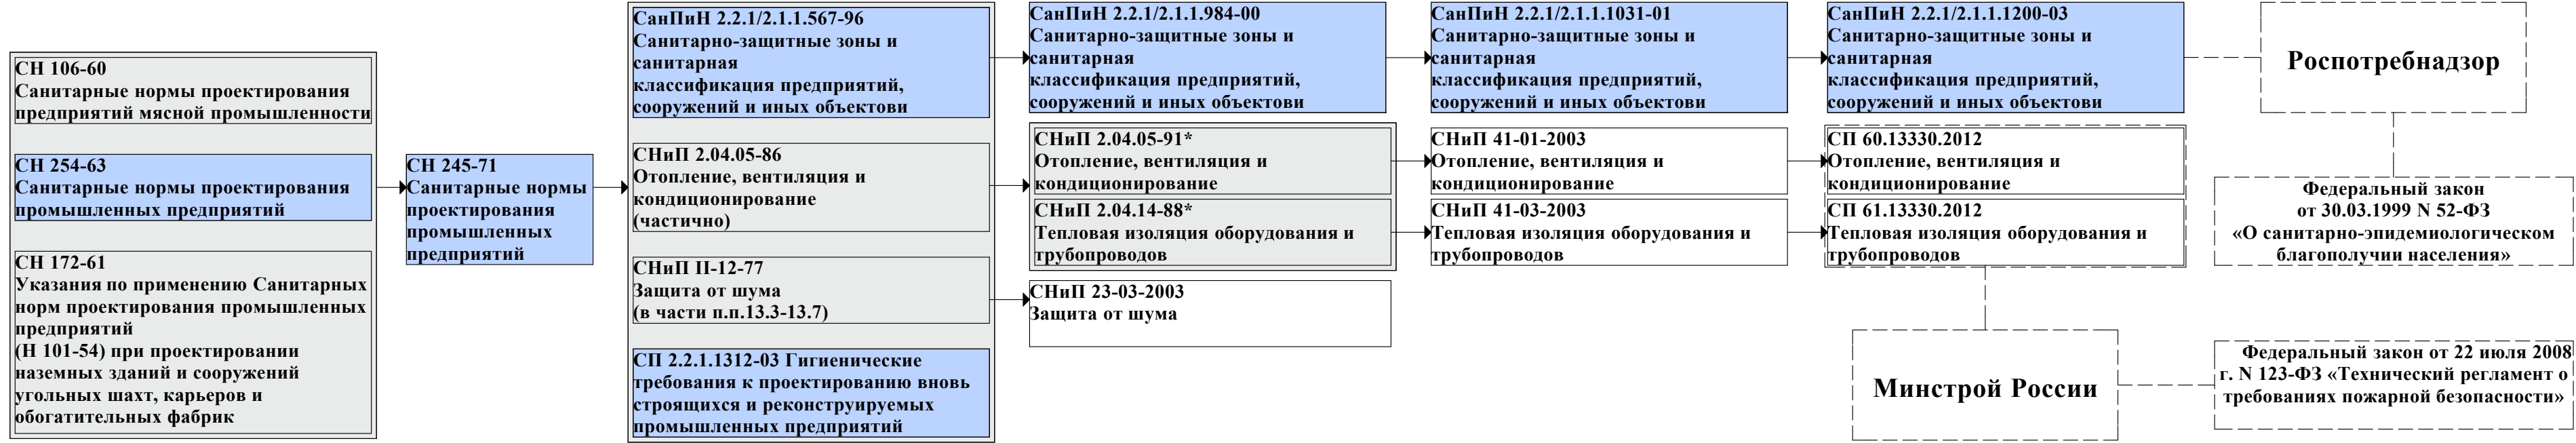 СН 106-60
Санитарные нормы проектирования
предприятий мясной промышленности
СН 254-63
Санитарные нормы проектирования
промышленных предприятий
СН 172-61
Указания по применению Санитарных
норм проектирования промышленных
предприятий
(Н 101-54) при проектировании
наземных зданий и сооружений
угольных шахт, карьеров и
обогатительных фабрик
СН 245-71
Санитарные нормы
проектирования
промышленных
предприятий
СанПиН 2.2.1/2.1.1.567-96
Санитарно-защитные зоны и
санитарная
классификация предприятий,
сооружений и иных объектови
СНиП 2.04.05-86
Отопление, вентиляция и
кондиционирование
(частично)
СНиП II-12-77
Защита от шума
(в части п.п.13.3-13.7)
СП 2.2.1.1312-03 Гигиенические
требования к проектированию вновь
строящихся и реконструируемых
промышленных предприятий
СанПиН 2.2.1/2.1.1.984-00
Санитарно-защитные зоны и
санитарная
классификация предприятий,
сооружений и иных объектови
СНиП 2.04.05-91*
Отопление, вентиляция и
кондиционирование
СНиП 2.04.14-88*
Тепловая изоляция оборудования и
трубопроводов
СНиП 23-03-2003
Защита от шума
СанПиН 2.2.1/2.1.1.1031-01
Санитарно-защитные зоны и
санитарная
классификация предприятий,
сооружений и иных объектови
СНиП 41-01-2003
Отопление, вентиляция и
кондиционирование
СНиП 41-03-2003
Тепловая изоляция оборудования и
трубопроводов
СанПиН 2.2.1/2.1.1.1200-03
Санитарно-защитные зоны и
санитарная
классификация предприятий,
сооружений и иных объектови
СП 60.13330.2012
Отопление, вентиляция и
кондиционирование
СП 61.13330.2012
Тепловая изоляция оборудования и
трубопроводов
Минстрой России
Роспотребнадзор
Федеральный закон
от 30.03.1999 N 52-ФЗ
«О санитарно-эпидемиологическом
благополучии населения»
Федеральный закон от 22 июля 2008
г. N 123-ФЗ «Технический регламент о
требованиях пожарной безопасности»